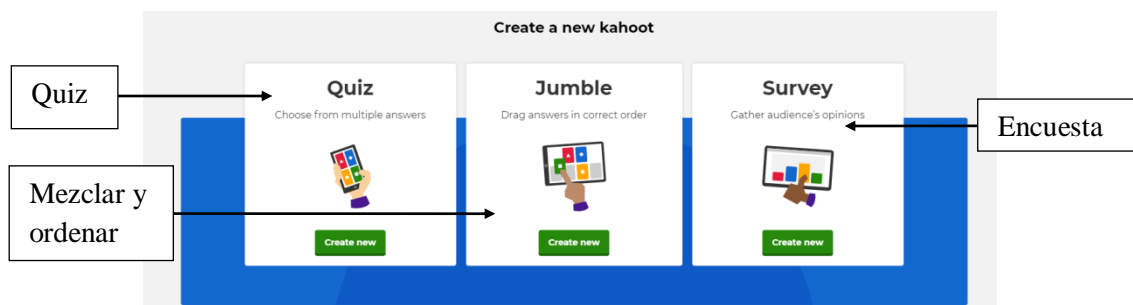 Create a new kahoot
Quiz
Quiz
Choose from multiple answers
Create new
Jumble
Drag answers in correct order
Create new
Survey
Gather audience's opinions
Create new
Encuesta
Mezclar y
ordenar